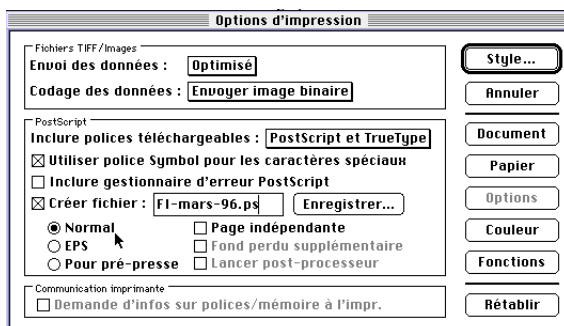 Options d'impression
Fichiers TIFF/Images
Envoi des données : Optimisé
Codage des données : Envoyer image binaire
PostScript
Inclure polices téléchargeables : PostScript et TrueType
Utiliser police Symbol pour les caractères spéciaux
Inclure gestionnaire d'erreur PostScript
Créer fichier : FI-mars-96.ps Enregistrer...
Normal Page indépendante
EPS Fond perdu supplémentaire
Pour pré-presse Lancer post-processeur
Communication imprimante
Demande d'infos sur polices/mémoire à l'impr.
Style...
Annuler
Document
Papier
Options
Couleur
Fonctions
Rétablir